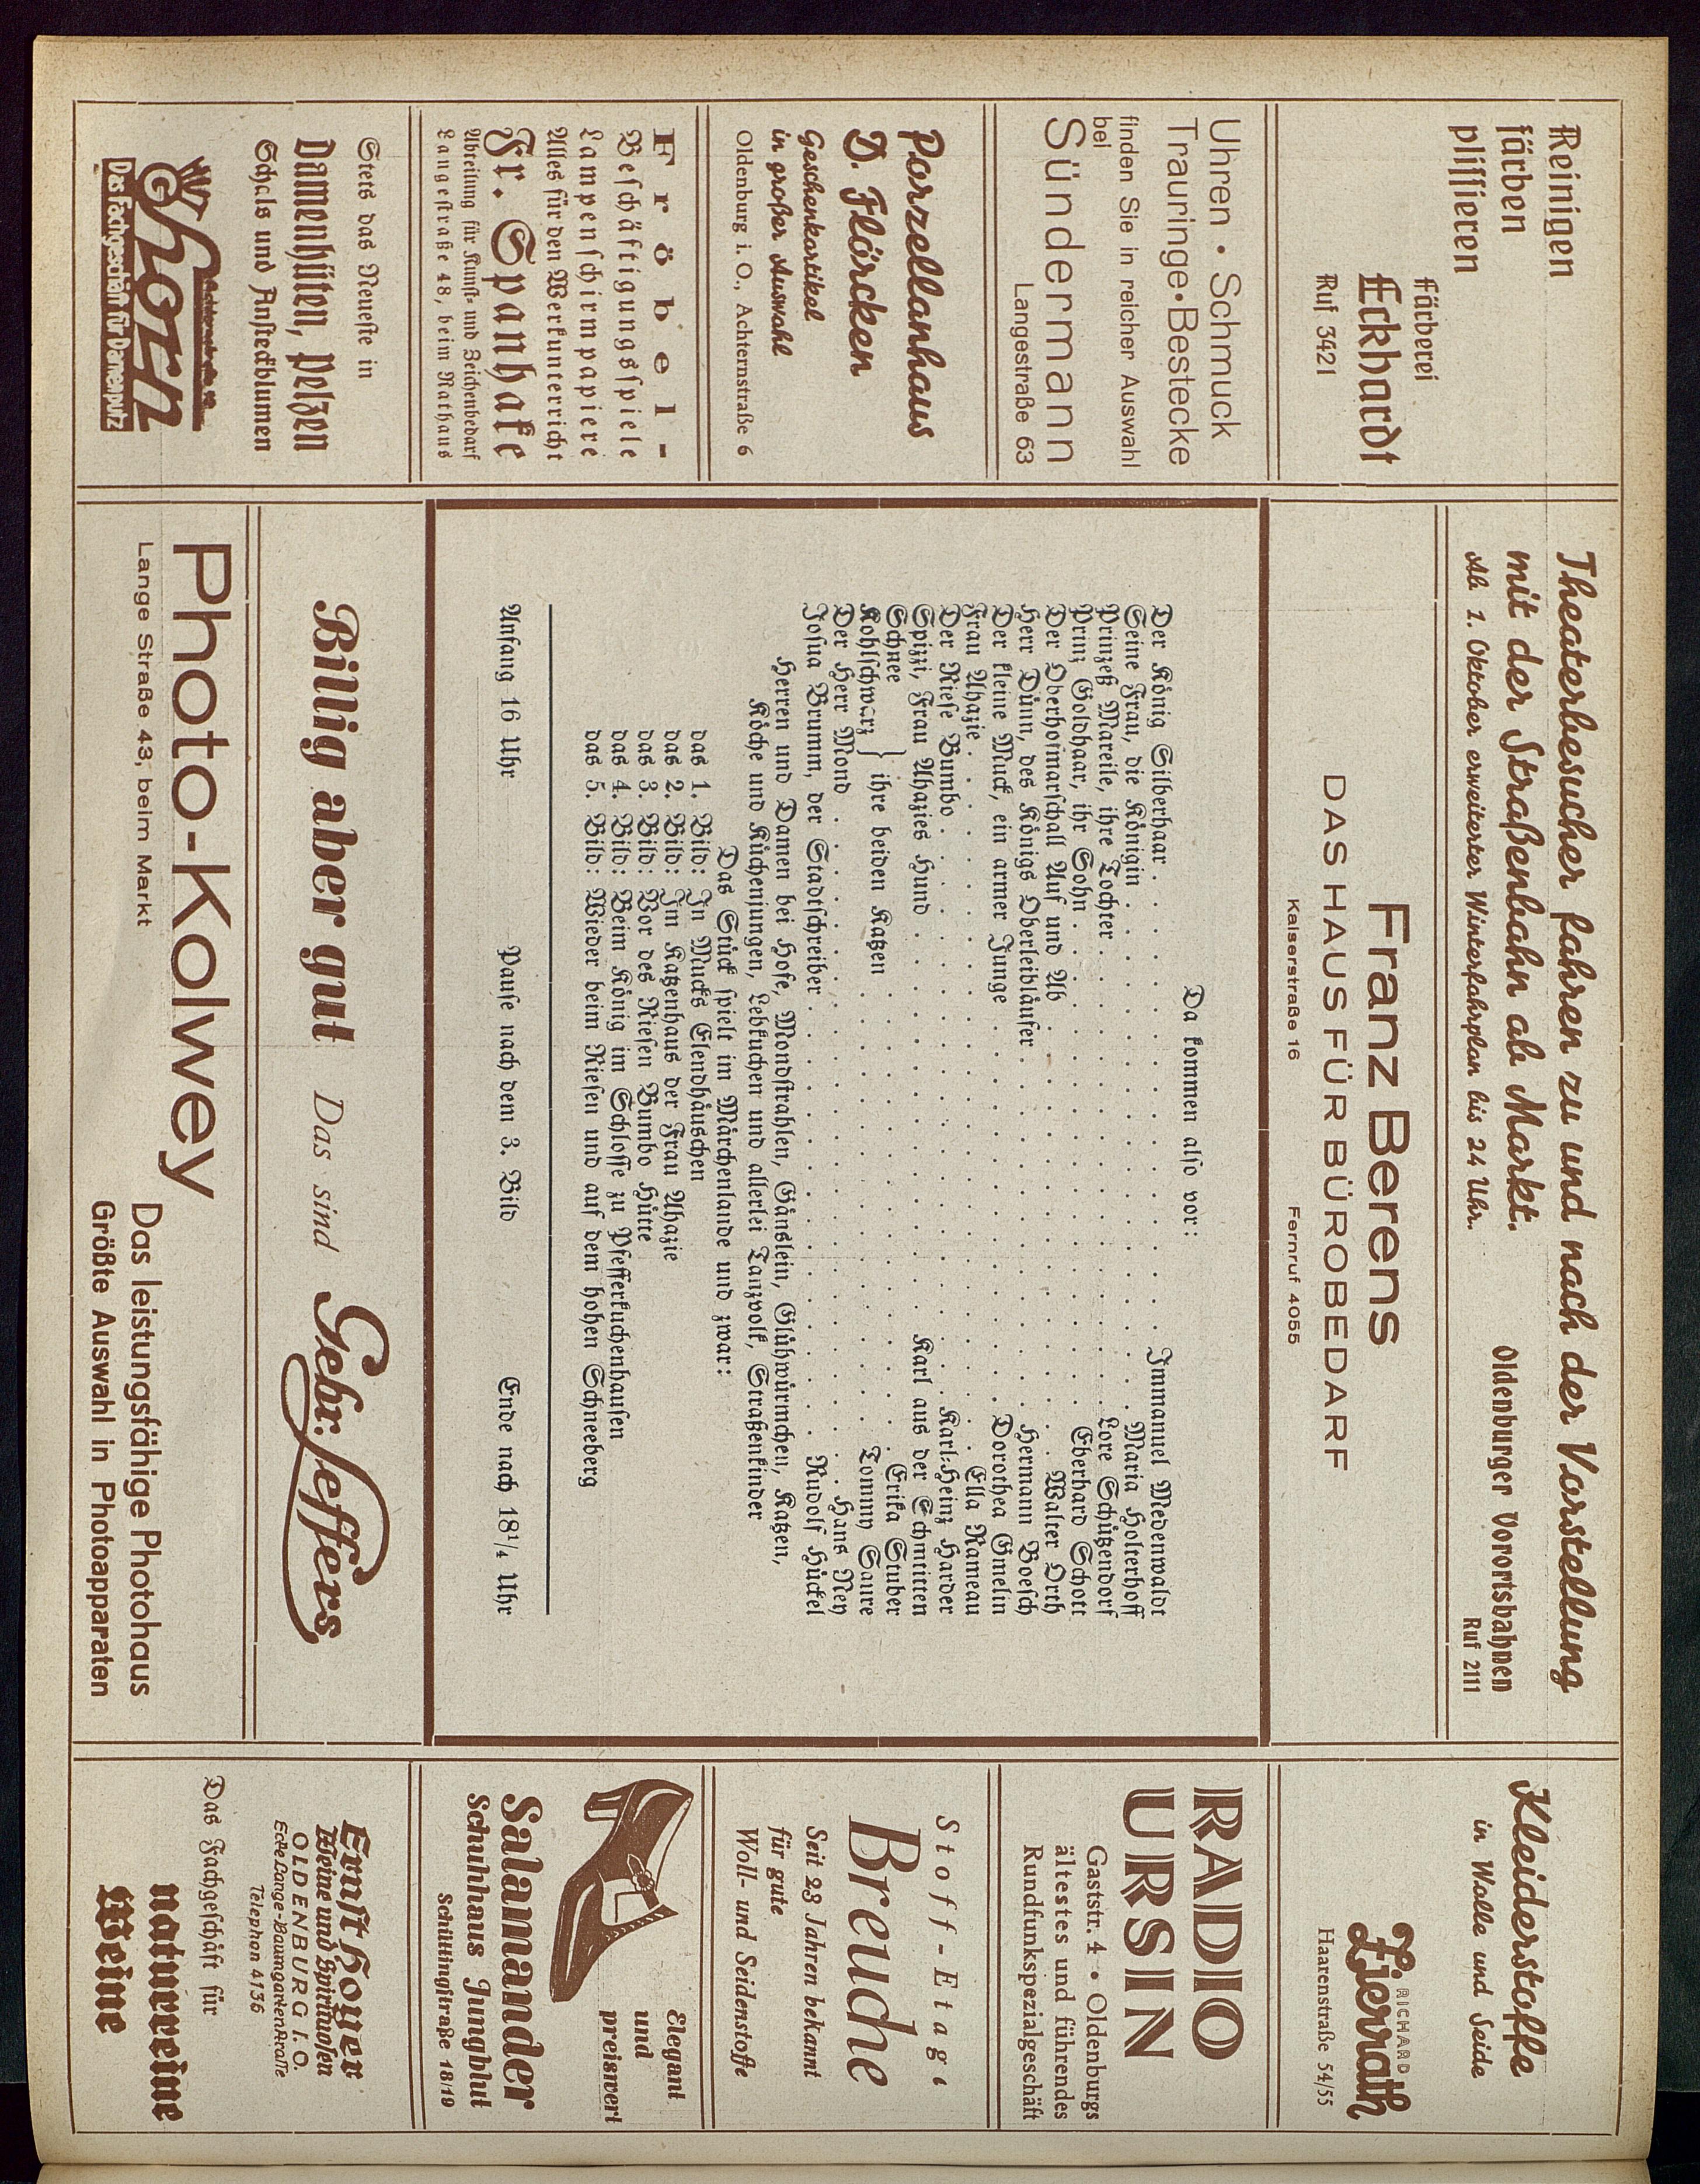 Reinigen
färben
plissieren
Färberei
Eckhardt
Ruf 3421
Uhren • Schmuck
Trauringe • Bestecke
finden Sie in reicher Auswahl
bei
Sündermann
Langestraße 63
Porzellanhaus
D. Flörcken
Geschenkartikel
in großer Auswahl
Oldenburg i. O., Achternstraße 6
Fröbel-
Beschäftigungsspiele
Lampenschirmpapiere
Alles für den Werkunterricht
Fr. Spanhake
Abteilung für Kunst- und Zeichenbedarf
Langestraße 48, beim Rathaus
Stets das Neueste in
Damenhüten, Pelzen
Schals und Ansteckblumen
Ghorn
Das Fachgeschäft für Damenputz
Theaterbesucher fahren zu und nach der Vorstellung
mit der Straßenbahn ab Markt.
Ab 1. Oktober erweiterter Winterfahrplan bis 24 Uhr.
Oldenburger Vorortsbahnen
Ruf 2111
Franz Berens
DAS HAUS FÜR BÜROBEDARF
Kaiserstraße 16 Fernruf 4055
Da kommen also vor:
Der König Silberhaar . . . . . Immanuel Medenwaldt
Seine Frau, die Königin . . . . . Maria Holterhoff
Prinzeß Mareile, ihre Tochter . . . . . Lore Schützendorf
Prinz Goldhaar, ihr Sohn . . . . . Eberhard Schott
Der Oberhofmarschall Auf und Ab . . . . . Walter Orth
Herr Dünn, des Königs Oberleibläufer . . . . . Hermann Boesch
Der kleine Muck, ein armer Junge . . . . . Dorothea Gmelin
Frau Ahazie . . . . . Ella Rameau
Der Riese Bumbo . . . . . Karl-Heinz Harder
Spizzi, Frau Ahazies Hund . . . . . Karl aus der Schmitten
Schnee
Kohlschwarz } ihre beiden Katzen . . . . . Erika Stuber
Tommy Saure
Der Herr Mond . . . . . Hans Ney
Josua Brumm, der Stadtschreiber . . . . . Rudolf Hückel
Herren und Damen bei Hofe, Mondstrahlen, Gänslein, Glühwürmchen, Katzen,
Köche und Küchenjungen, Lebkuchen und allerlei Tanzvolk, Straßenkinder
Das Stück spielt im Märchenlande und zwar:
das 1. Bild: In Mucks Elendhäuschen
das 2. Bild: Im Katzenhaus der Frau Ahazie
das 3. Bild: Vor des Riesen Bumbo Hütte
das 4. Bild: Beim König im Schlosse zu Pfefferkuchenhausen
das 5. Bild: Wieder beim Riesen und auf dem hohen Schneeberg
Anfang 16 Uhr Pause nach dem 3. Bild Ende nach 18¼ Uhr
Billig aber gut Das sind Gebr. Leffers
Photo-Kolwey
Lange Straße 43, beim Markt
Das leistungsfähige Photohaus
Größte Auswahl in Photoapparaten
Kleiderstoffe
in Wolle und Seide
RICHARD
Zierrath
Haarenstraße 54/55
RADIO
URSIN
Gaststr. 4 • Oldenburgs
ältestes und führendes
Rundfunkspezialgeschäft
Stoff-Etage
Breuche
Seit 23 Jahren bekannt
für gute
Woll- und Seidenstoffe
Elegant
und
preiswert
Salamander
Schuhhaus Jungblut
Schüttingstraße 18/19
Ernst Hoyer
Weine und Spirituosen
OLDENBURG i. O.
Ecke Lange-Baumgartenstraße
Telephon 4136
Das Fachgeschäft für
naturreine
Weine